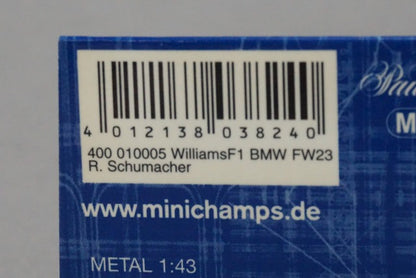 4 012138 038240
400 010005 WilliamsF1 BMW FW23
R. Schumacher
www.minichamps.de
METAL 1:43